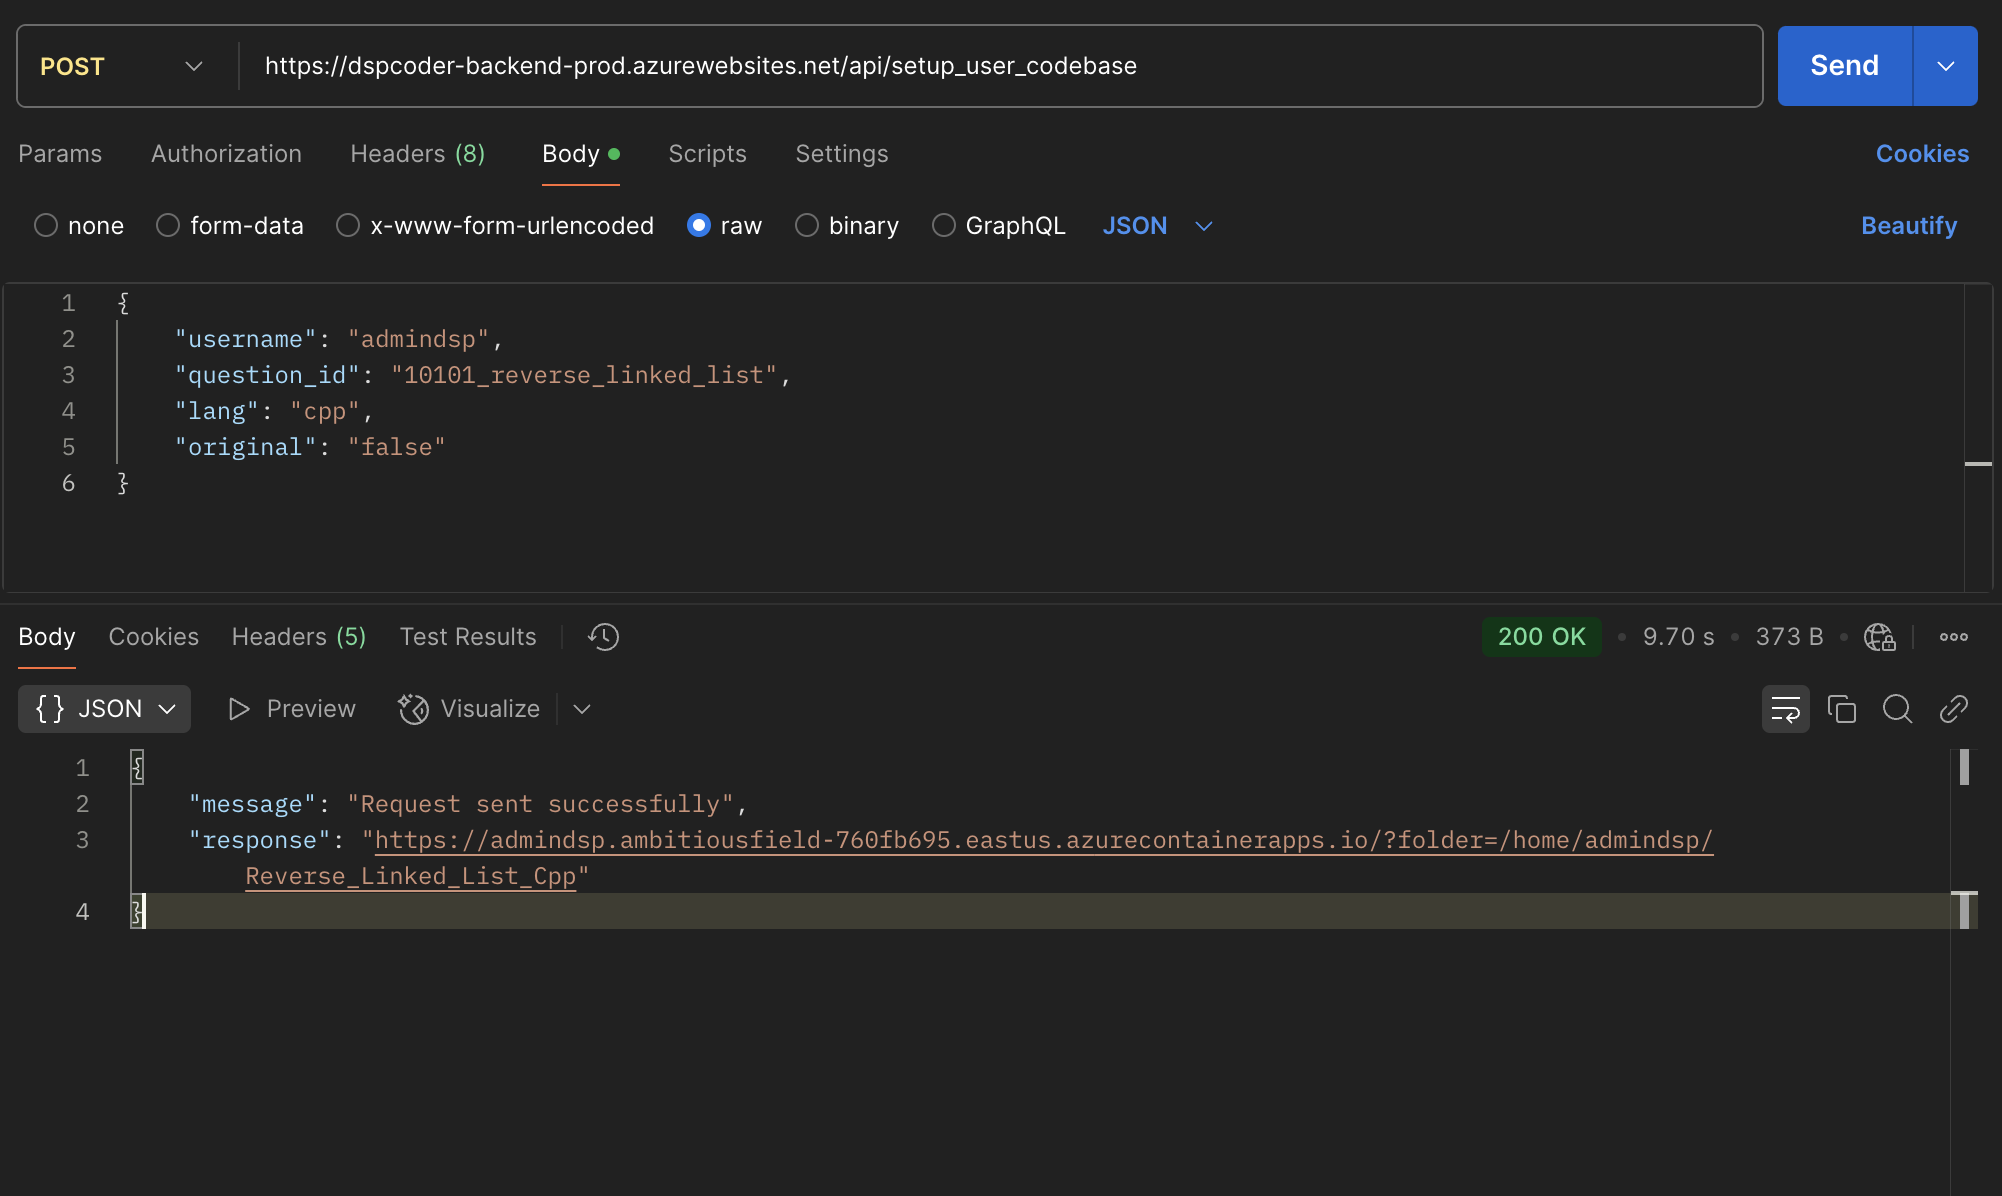 POST https://dspcoder-backend-prod.azurewebsites.net/api/setup_user_codebase Send
Params Authorization Headers (8) Body Scripts Settings Cookies
none form-data x-www-form-urlencoded raw binary GraphQL JSON Beautify
1 {
2 "username": "admindsp",
3 "question_id": "10101_reverse_linked_list",
4 "lang": "cpp",
5 "original": "false"
6 }
Body Cookies Headers (5) Test Results 200 OK • 9.70 s • 373 B •
{} JSON Preview Visualize
1 {
2 "message": "Request sent successfully",
3 "response": "https://admindsp.ambitiousfield-760fb695.eastus.azurecontainerapps.io/?folder=/home/admindsp/
Reverse_Linked_List_Cpp"
4 }